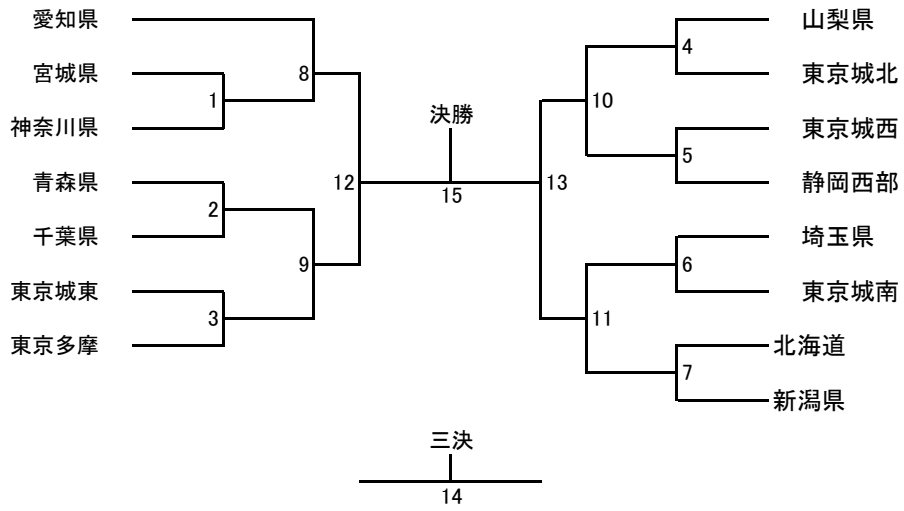 愛知県
宮城県
神奈川県
青森県
千葉県
東京城東
東京多摩
1
2
3
8
9
12
決勝
15
13
10
11
4
5
6
7
山梨県
東京城北
東京城西
静岡西部
埼玉県
東京城南
北海道
新潟県
三決
14